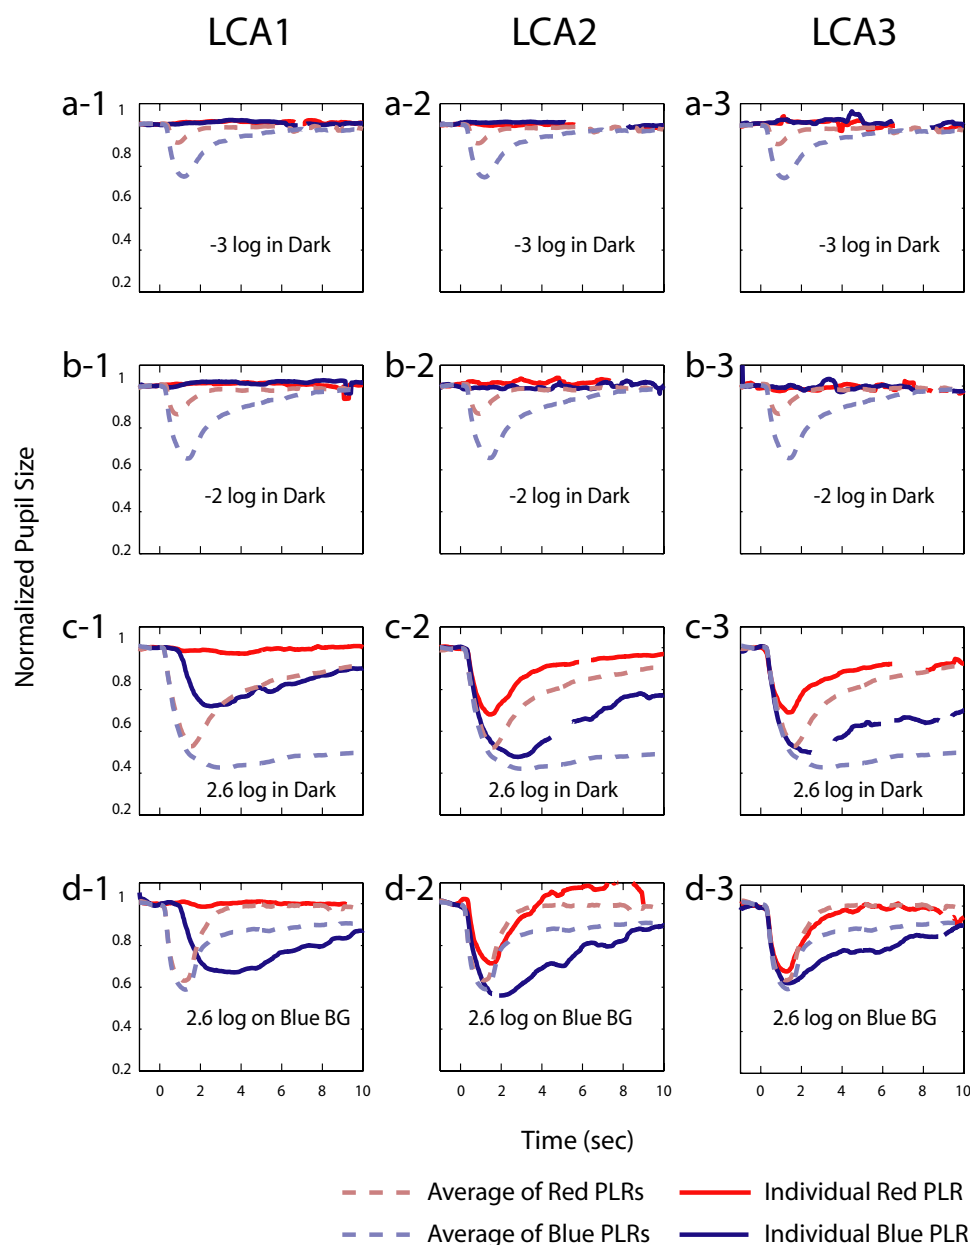 LCA1 LCA2 LCA3
a-1 a-2 a-3
1
0.8
0.6
0.4
0.2
-3 log in Dark -3 log in Dark -3 log in Dark
b-1 b-2 b-3
1
0.8
0.6
0.4
0.2
-2 log in Dark -2 log in Dark -2 log in Dark
Normalized Pupil Size
c-1 c-2 c-3
1
0.8
0.6
0.4
0.2
2.6 log in Dark 2.6 log in Dark 2.6 log in Dark
d-1 d-2 d-3
1
0.8
0.6
0.4
0.2
2.6 log on Blue BG 2.6 log on Blue BG 2.6 log on Blue BG
0 2 4 6 8 10 0 2 4 6 8 10 0 2 4 6 8 10
Time (sec)
Average of Red PLRs Individual Red PLR
Average of Blue PLRs Individual Blue PLR